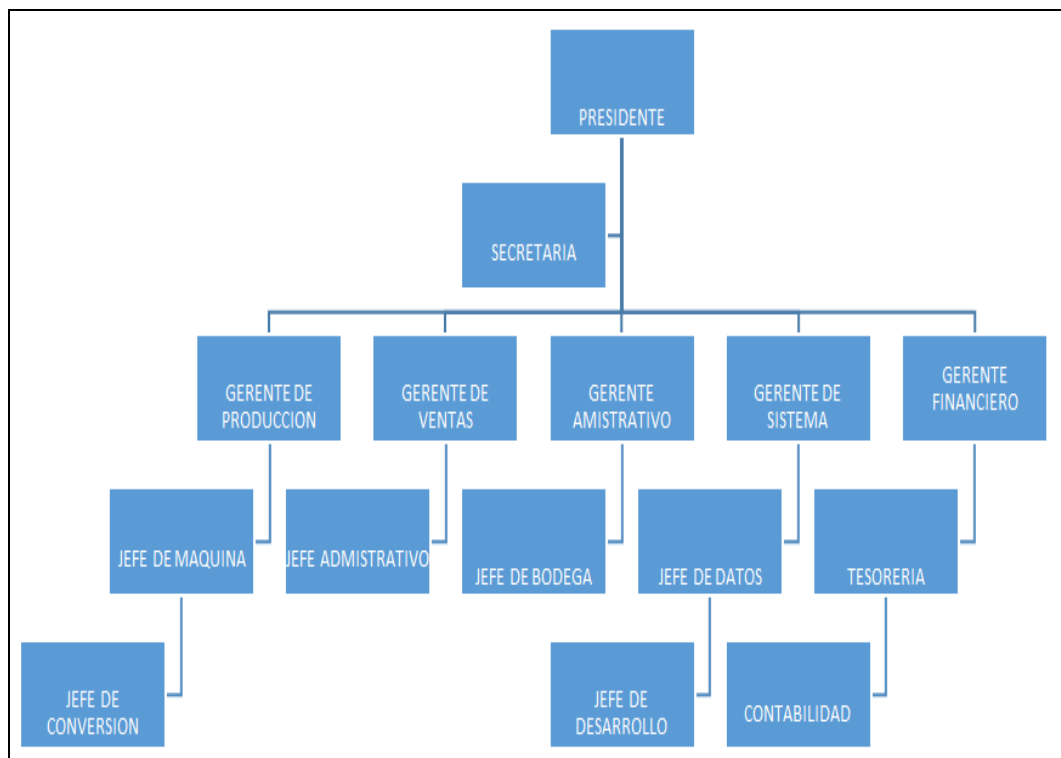 PRESIDENTE
SECRETARIA
GERENTE DE
PRODUCCION
GERENTE DE
VENTAS
GERENTE
AMISTRATIVO
GERENTE DE
SISTEMA
GERENTE
FINANCIERO
JEFE DE MAQUINA
JEFE ADMISTRATIVO
JEFE DE BODEGA
JEFE DE DATOS
TESORERIA
JEFE DE
CONVERSION
JEFE DE
DESARROLLO
CONTABILIDAD